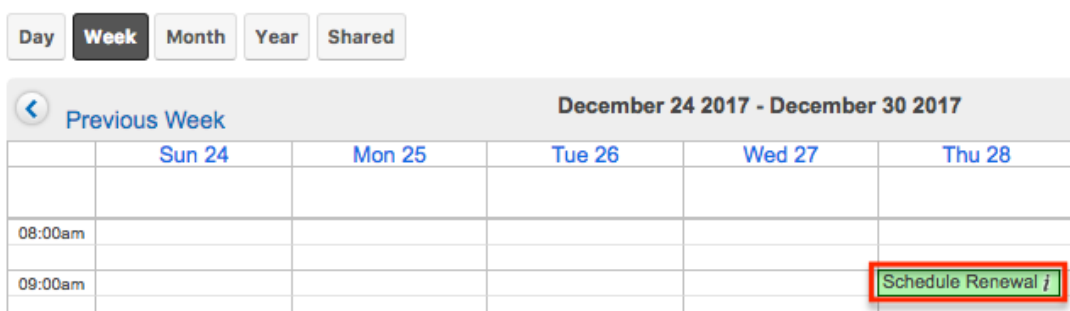 Day Week Month Year Shared
Previous Week December 24 2017 - December 30 2017
Sun 24 Mon 25 Tue 26 Wed 27 Thu 28
08:00am
09:00am Schedule Renewal i